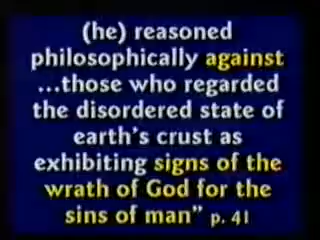 (he) reasoned
philosophically against
...those who regarded
the disordered state of
earth's crust as
exhibiting signs of the
wrath of God for the
sins of man" p. 41